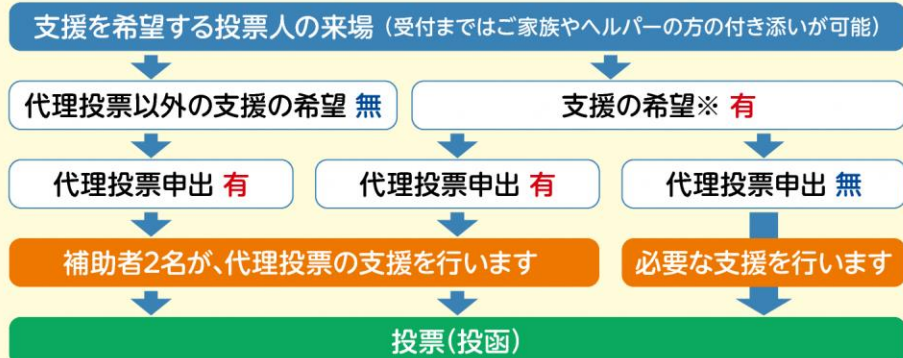 支援を希望する投票人の来場（受付まではご家族やヘルパーの方の付き添いが可能）
代理投票以外の支援の希望 無
支援の希望※ 有
代理投票申出 有
代理投票申出 有
代理投票申出 無
補助者2名が、代理投票の支援を行います
必要な支援を行います
投票(投函)